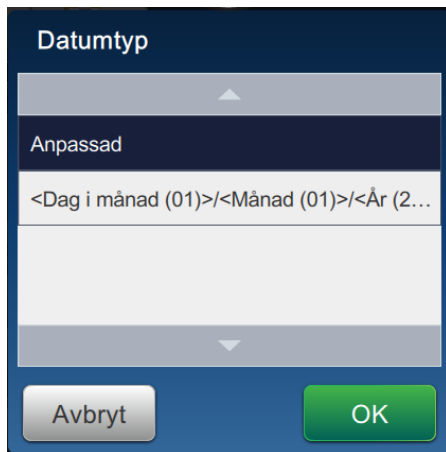 Datumtyp
Anpassad
<Dag i månad (01)>/<Månad (01)>/<År (2...
Avbryt
OK